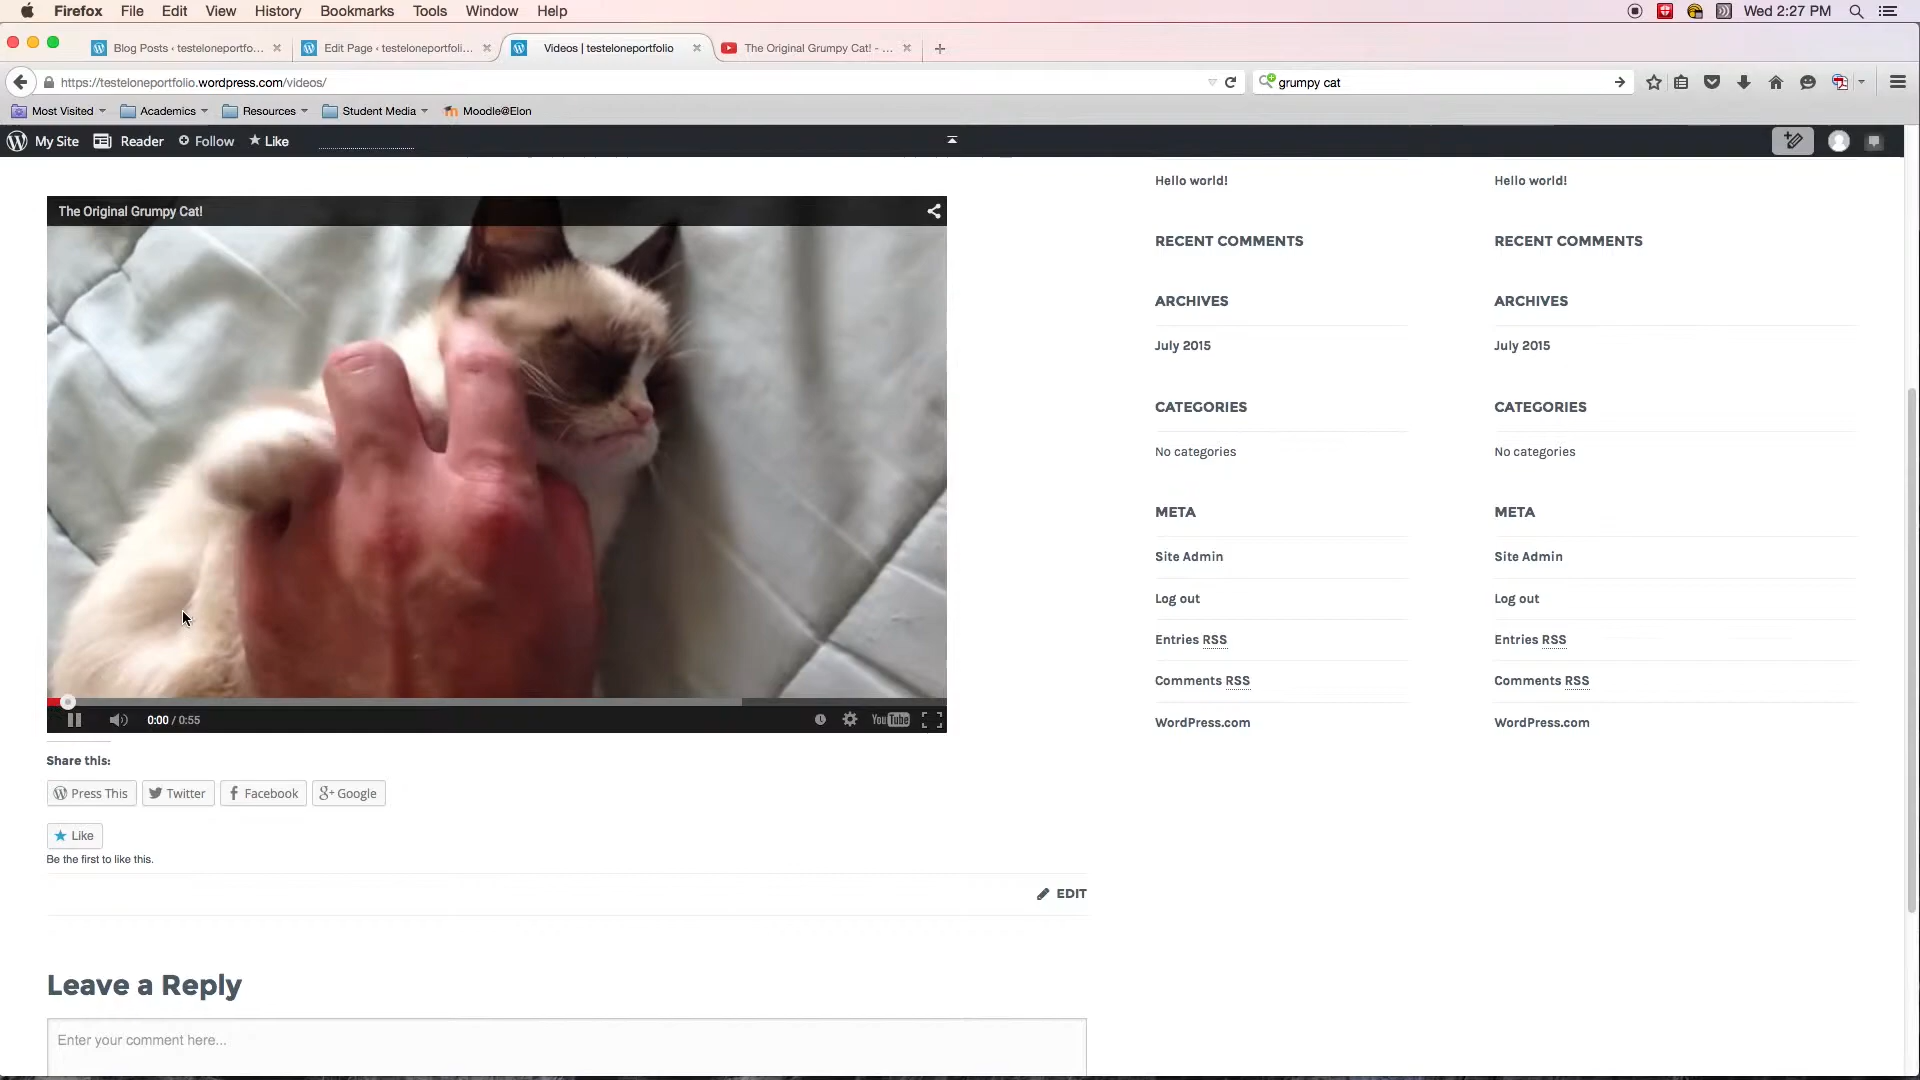 Firefox File Edit View History Bookmarks Tools Window Help Wed 2:27 PM
Blog Posts ‹ testeloneportfo... Edit Page ‹ testeloneportfoli... Videos | testeloneportfolio The Original Grumpy Cat! - ...
https://testeloneportfolio.wordpress.com/videos/ grumpy cat
Most Visited Academics Resources Student Media Moodle@Elon
My Site Reader Follow Like
The Original Grumpy Cat!
0:00 / 0:55 YouTube
Share this:
Press This Twitter Facebook Google
Like
Be the first to like this.
EDIT
Leave a Reply
Enter your comment here...
Hello world!
RECENT COMMENTS
ARCHIVES
July 2015
CATEGORIES
No categories
META
Site Admin
Log out
Entries RSS
Comments RSS
WordPress.com
Hello world!
RECENT COMMENTS
ARCHIVES
July 2015
CATEGORIES
No categories
META
Site Admin
Log out
Entries RSS
Comments RSS
WordPress.com